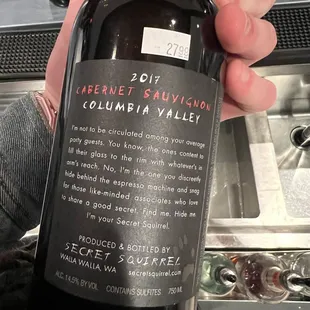 27.99
2017
CABERNET SAUVIGNON
COLUMBIA VALLEY
I'm not to be circulated among your average
party guests. You know, the ones content to
fill their glass to the rim with whatever's in
arm's reach. No, I'm the one you discreetly
hide behind the espresso machine and snag
for those like-minded associates who love
to share a good secret. Find me. Hide me
I'm your Secret Squirrel.
PRODUCED & BOTTLED BY
SECRET SQUIRREL
WALLA WALLA, WA
secretsquirrel.com
ALC. 14.5% BY VOL. CONTAINS SULFITES 750 ML